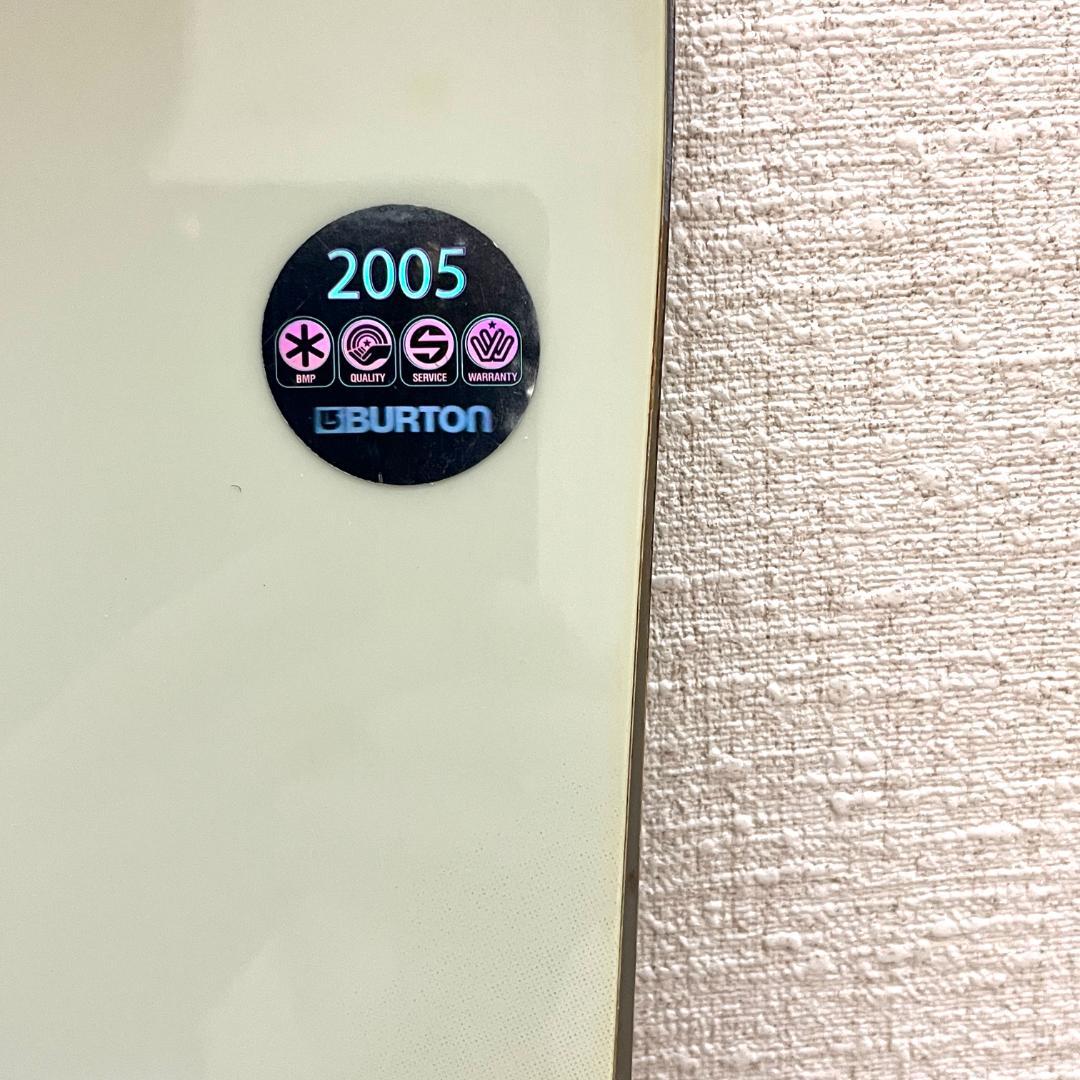 2005
BMP QUALITY SERVICE WARRANTY
BURTON